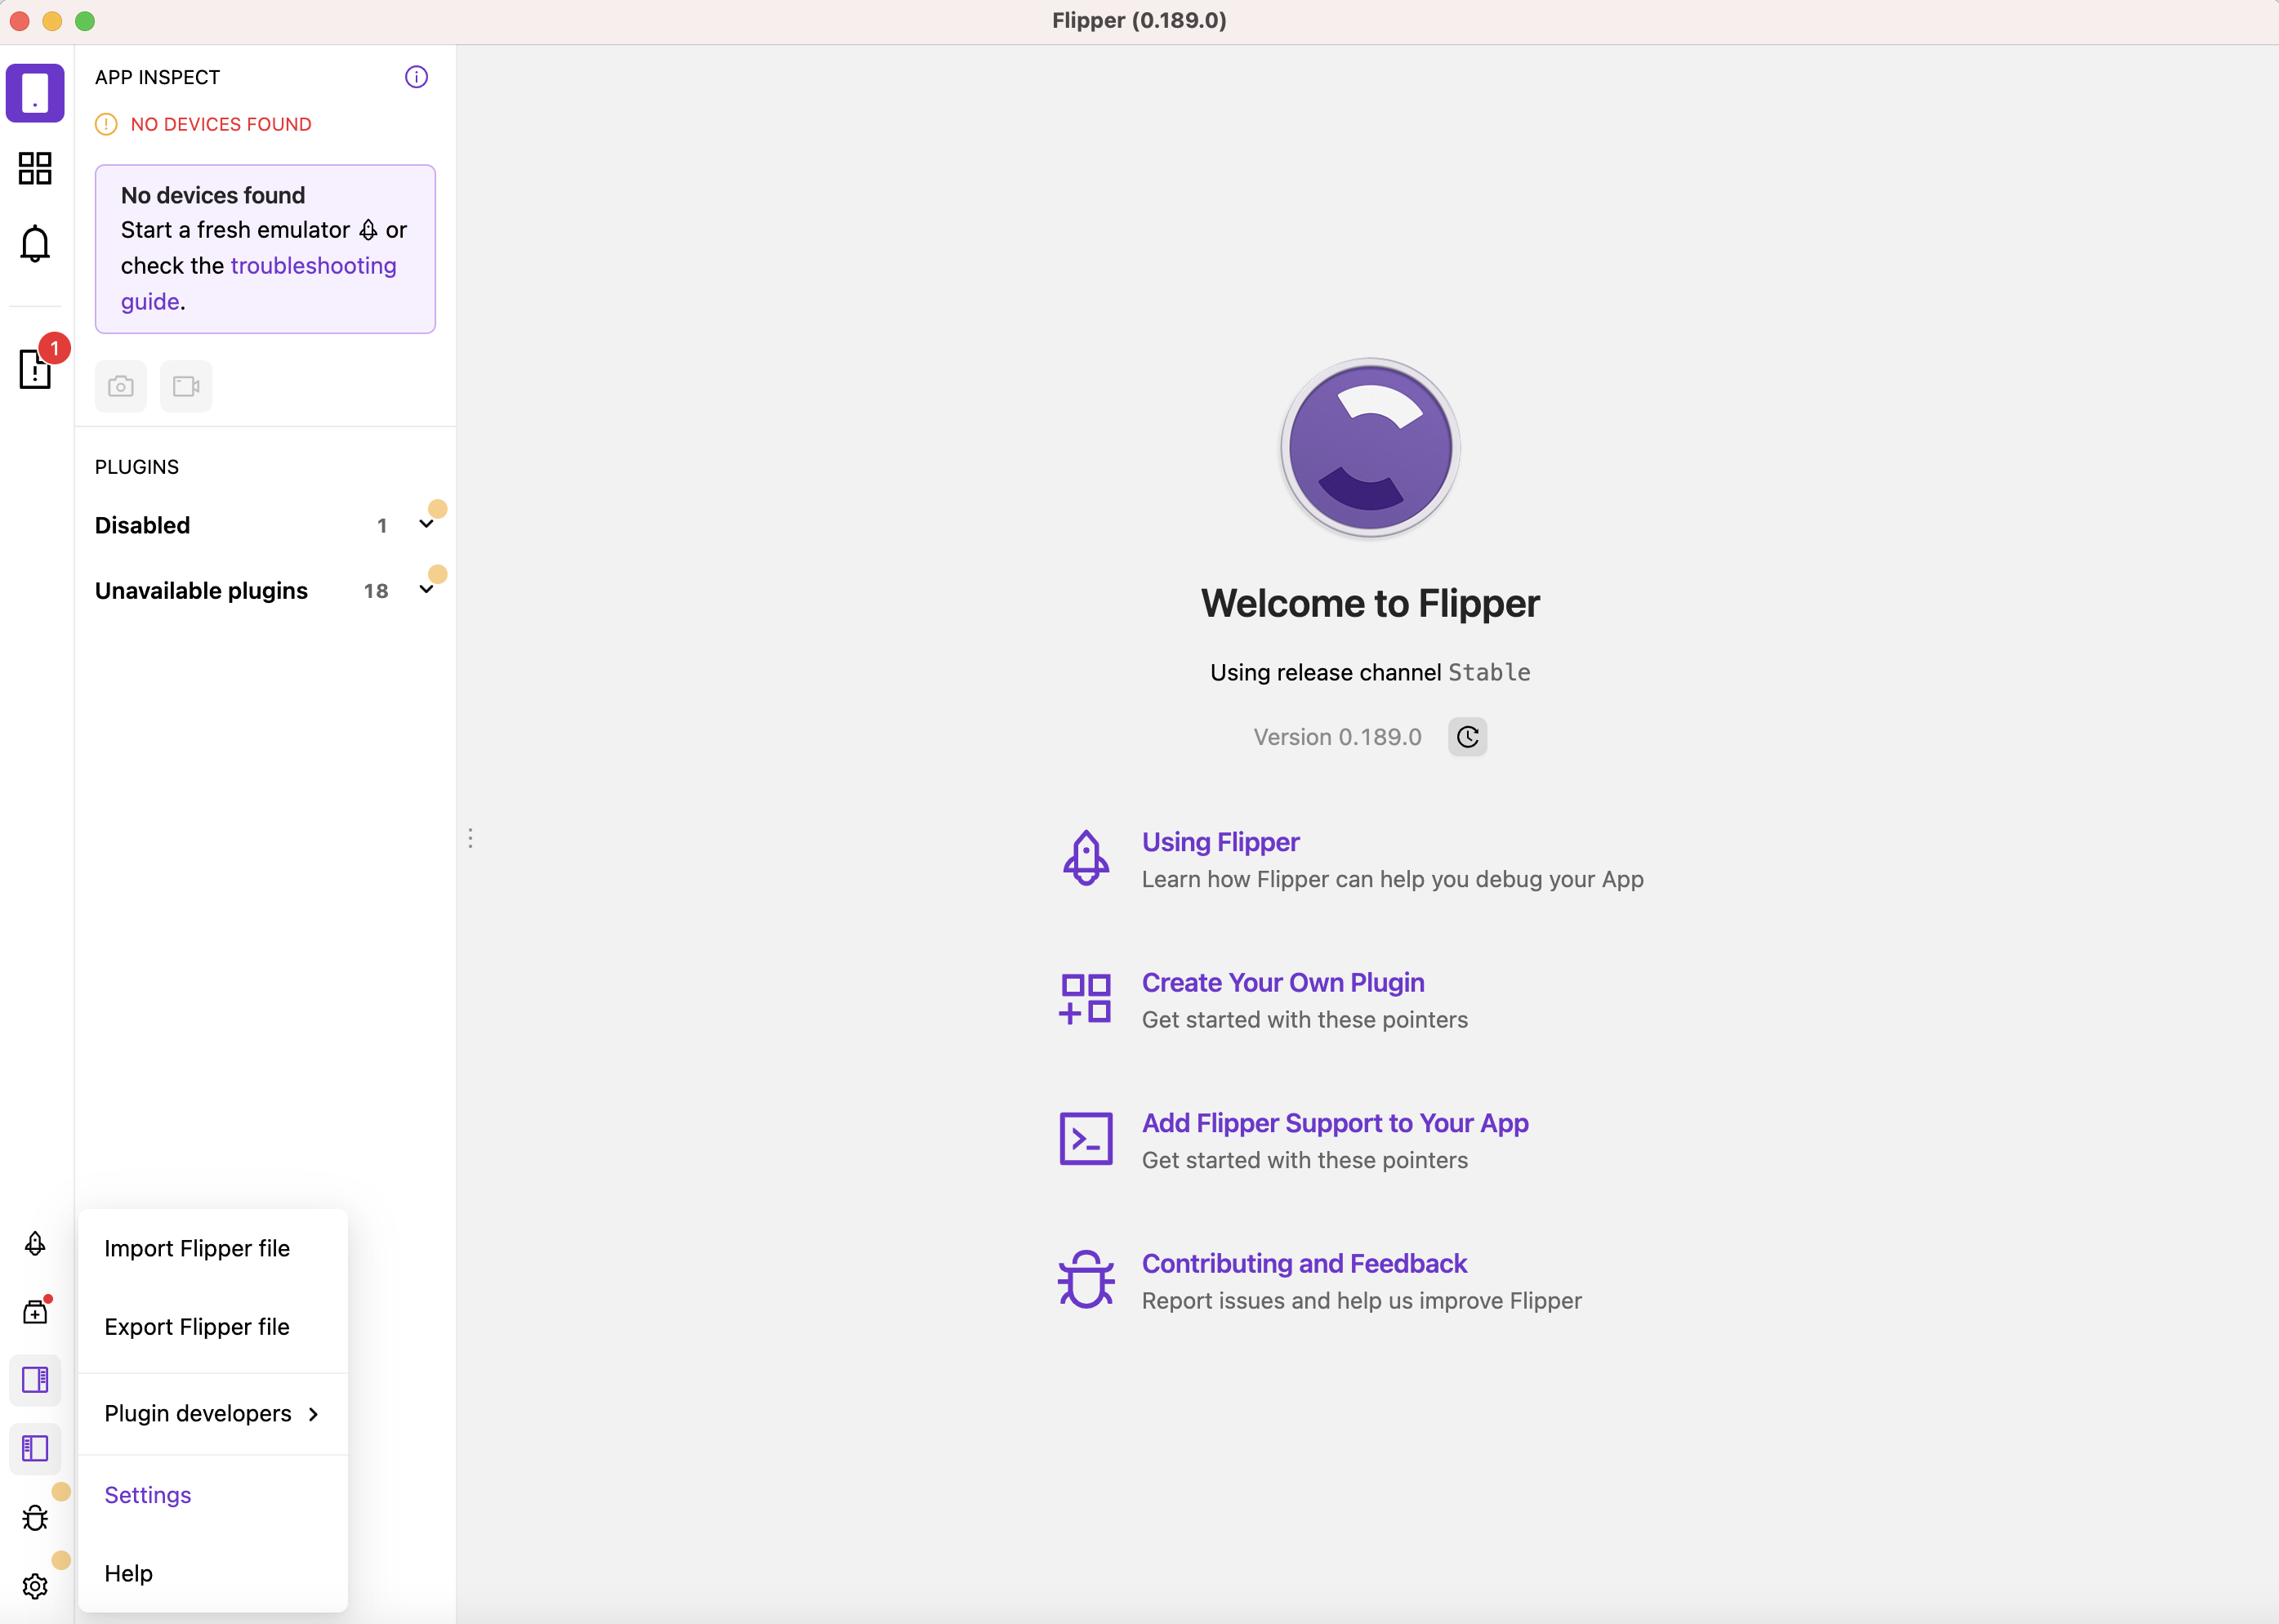 Flipper (0.189.0)
APP INSPECT
NO DEVICES FOUND
No devices found
Start a fresh emulator or
check the troubleshooting
guide.
1
PLUGINS
Disabled 1
Unavailable plugins 18
Welcome to Flipper
Using release channel Stable
Version 0.189.0
Using Flipper
Learn how Flipper can help you debug your App
Create Your Own Plugin
Get started with these pointers
Add Flipper Support to Your App
Get started with these pointers
Contributing and Feedback
Report issues and help us improve Flipper
Import Flipper file
Export Flipper file
Plugin developers
Settings
Help